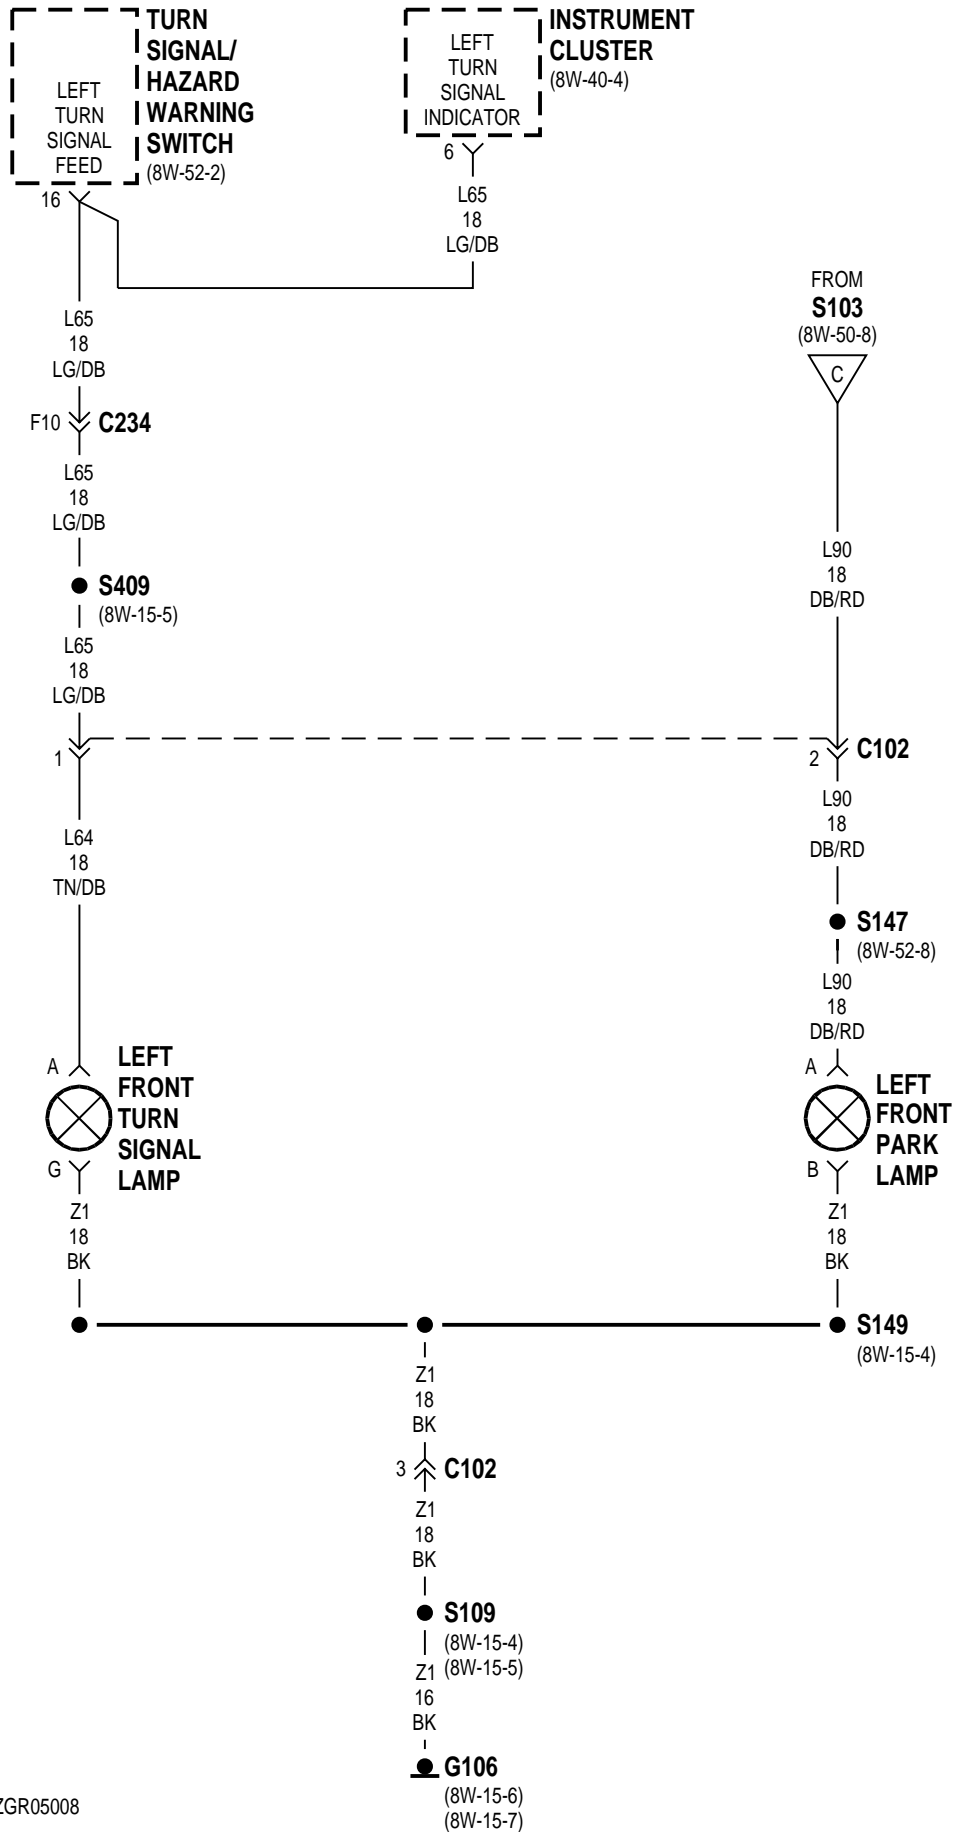 TURN
SIGNAL/
HAZARD
WARNING
SWITCH
(8W-52-2)
LEFT
TURN
SIGNAL
FEED
16
INSTRUMENT
CLUSTER
(8W-40-4)
LEFT
TURN
SIGNAL
INDICATOR
6
L65
18
LG/DB
L65
18
LG/DB
F10
C234
L65
18
LG/DB
S409
(8W-15-5)
L65
18
LG/DB
1
FROM
S103
(8W-50-8)
C
L90
18
DB/RD
2
C102
L90
18
DB/RD
S147
(8W-52-8)
L90
18
DB/RD
L64
18
TN/DB
A
LEFT
FRONT
TURN
SIGNAL
LAMP
G
Z1
18
BK
A
LEFT
FRONT
PARK
LAMP
B
Z1
18
BK
S149
(8W-15-4)
Z1
18
BK
3
C102
Z1
18
BK
S109
(8W-15-4)
(8W-15-5)
Z1
16
BK
G106
(8W-15-6)
(8W-15-7)
ZGR05008